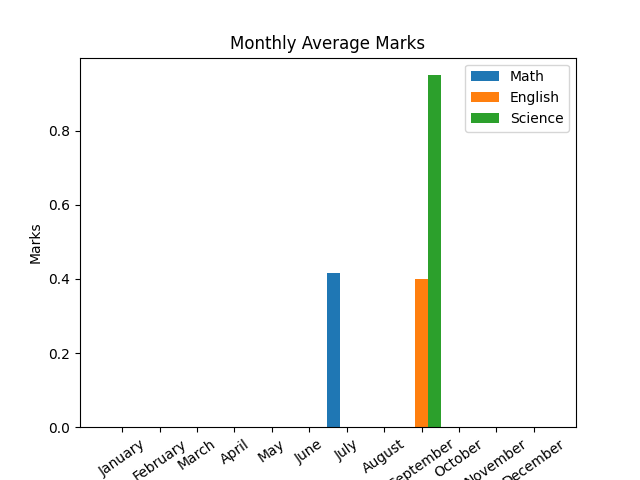 Monthly Average Marks
Math
English
Science
Marks
0.8
0.6
0.4
0.2
0.0
January
February
March
April
May
June
July
August
September
October
November
December